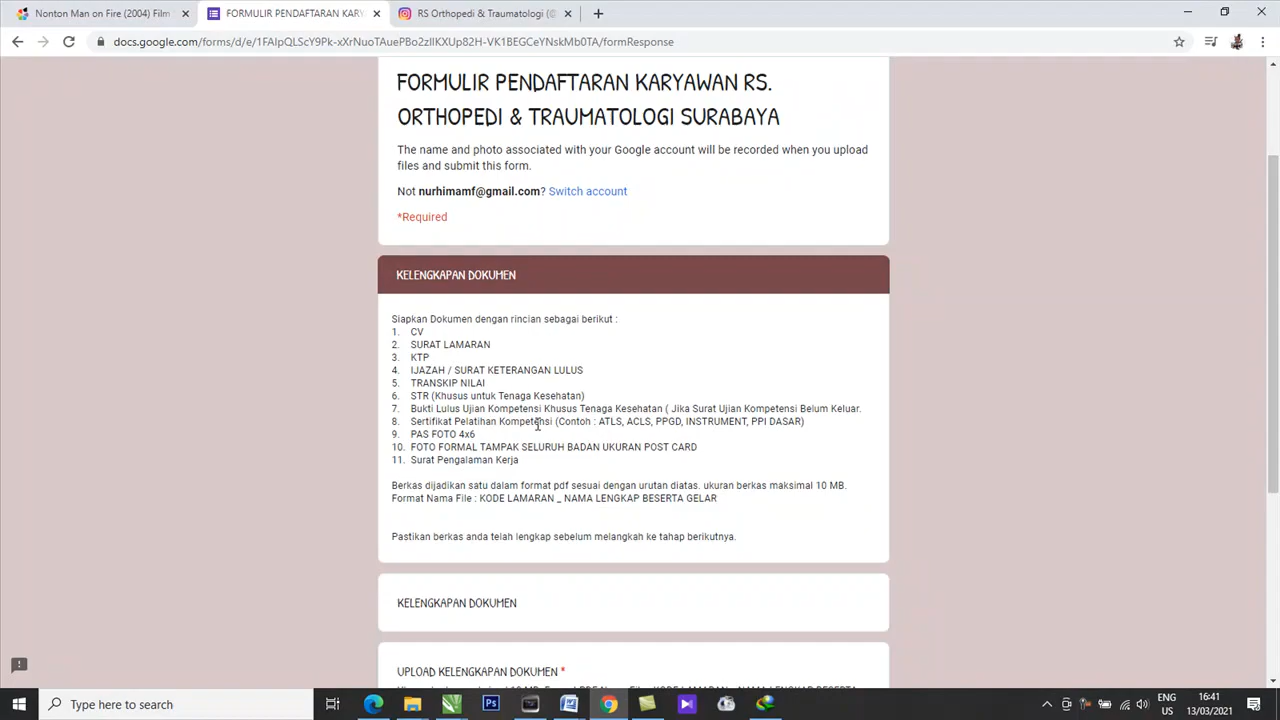 Nonton Man on Fire (2004) Film
FORMULIR PENDAFTARAN KARY
RS Orthopedi & Traumatologi (@
docs.google.com/forms/d/e/1FAIpQLScY9Pk-xXrNuoTAuePBo2zIlKXUp82H-VK1BEGCeYNskMb0TA/formResponse
FORMULIR PENDAFTARAN KARYAWAN RS.
ORTHOPEDI & TRAUMATOLOGI SURABAYA
The name and photo associated with your Google account will be recorded when you upload
files and submit this form.
Not nurhimamf@gmail.com? Switch account
*Required
KELENGKAPAN DOKUMEN
Siapkan Dokumen dengan rincian sebagai berikut :
1. CV
2. SURAT LAMARAN
3. KTP
4. IJAZAH / SURAT KETERANGAN LULUS
5. TRANSKIP NILAI
6. STR (Khusus untuk Tenaga Kesehatan)
7. Bukti Lulus Ujian Kompetensi Khusus Tenaga Kesehatan ( Jika Surat Ujian Kompetensi Belum Keluar.
8. Sertifikat Pelatihan Kompetensi (Contoh : ATLS, ACLS, PPGD, INSTRUMENT, PPI DASAR)
9. PAS FOTO 4x6
10. FOTO FORMAL TAMPAK SELURUH BADAN UKURAN POST CARD
11. Surat Pengalaman Kerja
Berkas dijadikan satu dalam format pdf sesuai dengan urutan diatas. ukuran berkas maksimal 10 MB.
Format Nama File : KODE LAMARAN _ NAMA LENGKAP BESERTA GELAR
Pastikan berkas anda telah lengkap sebelum melangkah ke tahap berikutnya.
KELENGKAPAN DOKUMEN
UPLOAD KELENGKAPAN DOKUMEN *
Type here to search
ENG
US
16:41
13/03/2021